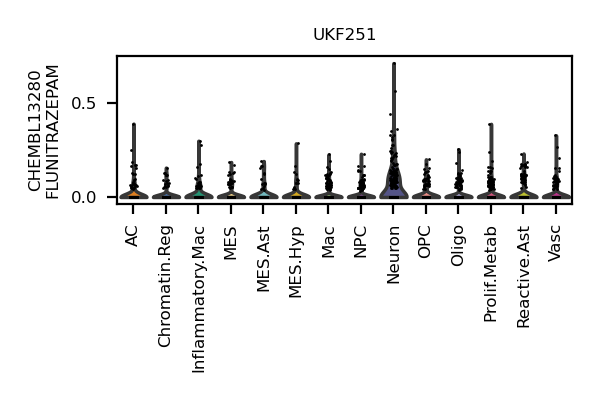 UKF251
CHEMBL13280
FLUNITRAZEPAM
0.5
0.0
AC
Chromatin.Reg
Inflammatory.Mac
MES
MES.Ast
MES.Hyp
Mac
NPC
Neuron
OPC
Oligo
Prolif.Metab
Reactive.Ast
Vasc